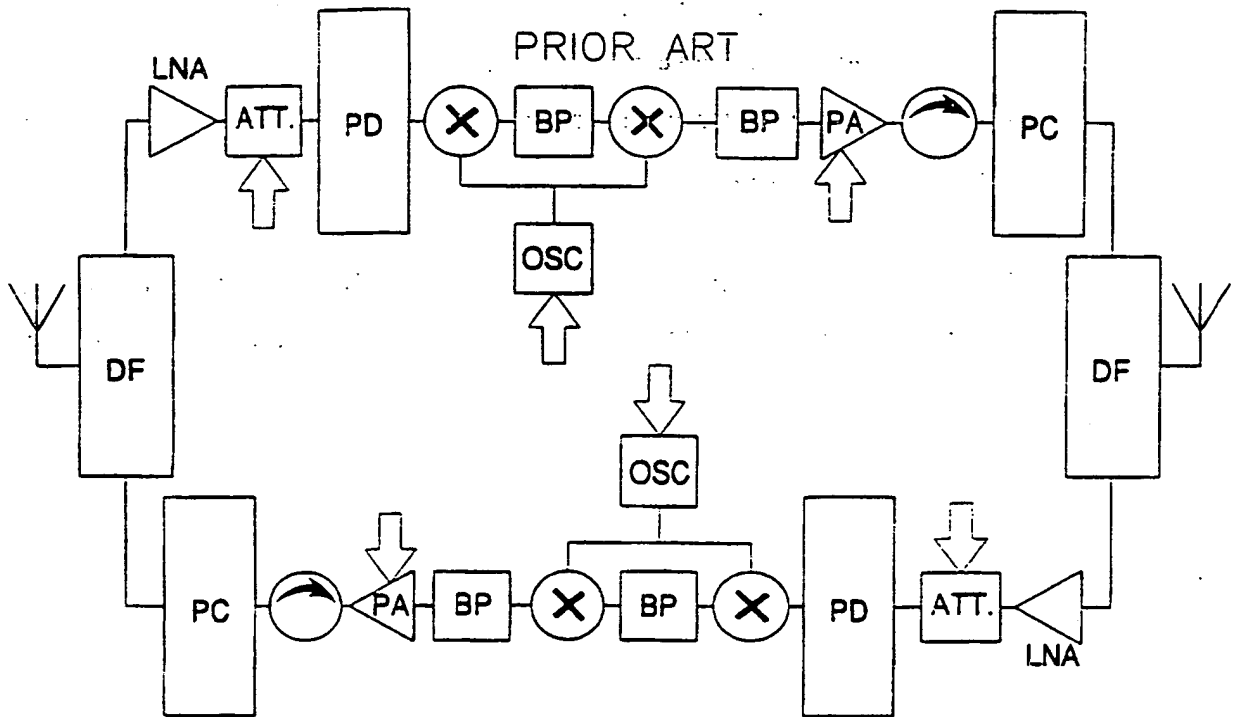 PRIOR ART
LNA
ATT.
PD
BP
BP
PA
PC
OSC
DF
DF
OSC
PC
PA
BP
BP
PD
ATT.
LNA